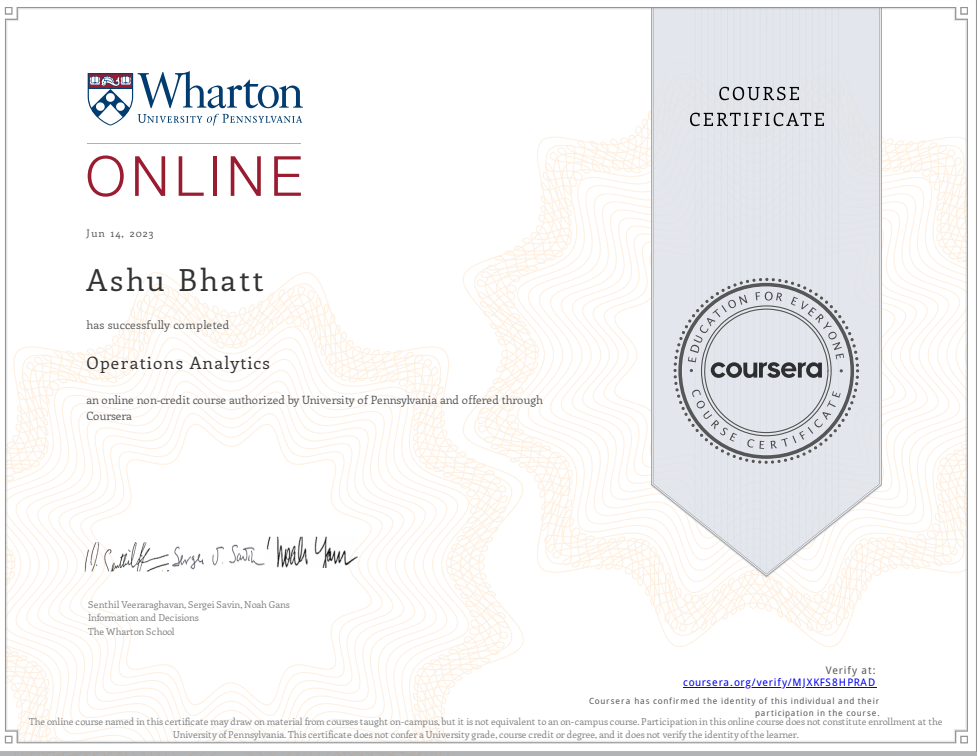 Wharton
UNIVERSITY of PENNSYLVANIA
ONLINE
COURSE
CERTIFICATE
Jun 14, 2023
Ashu Bhatt
has successfully completed
Operations Analytics
an online non-credit course authorized by University of Pennsylvania and offered through
Coursera
EDUCATION FOR EVERYONE
coursera
COURSE CERTIFICATE
Senthil Veeraraghavan, Sergei Savin, Noah Gans
Information and Decisions
The Wharton School
Verify at:
coursera.org/verify/MJXKFS8HPRAD
Coursera has confirmed the identity of this individual and their
participation in the course.
The online course named in this certificate may draw on material from courses taught on-campus, but it is not equivalent to an on-campus course. Participation in this online course does not constitute enrollment at the
University of Pennsylvania. This certificate does not confer a University grade, course credit or degree, and it does not verify the identity of the learner.